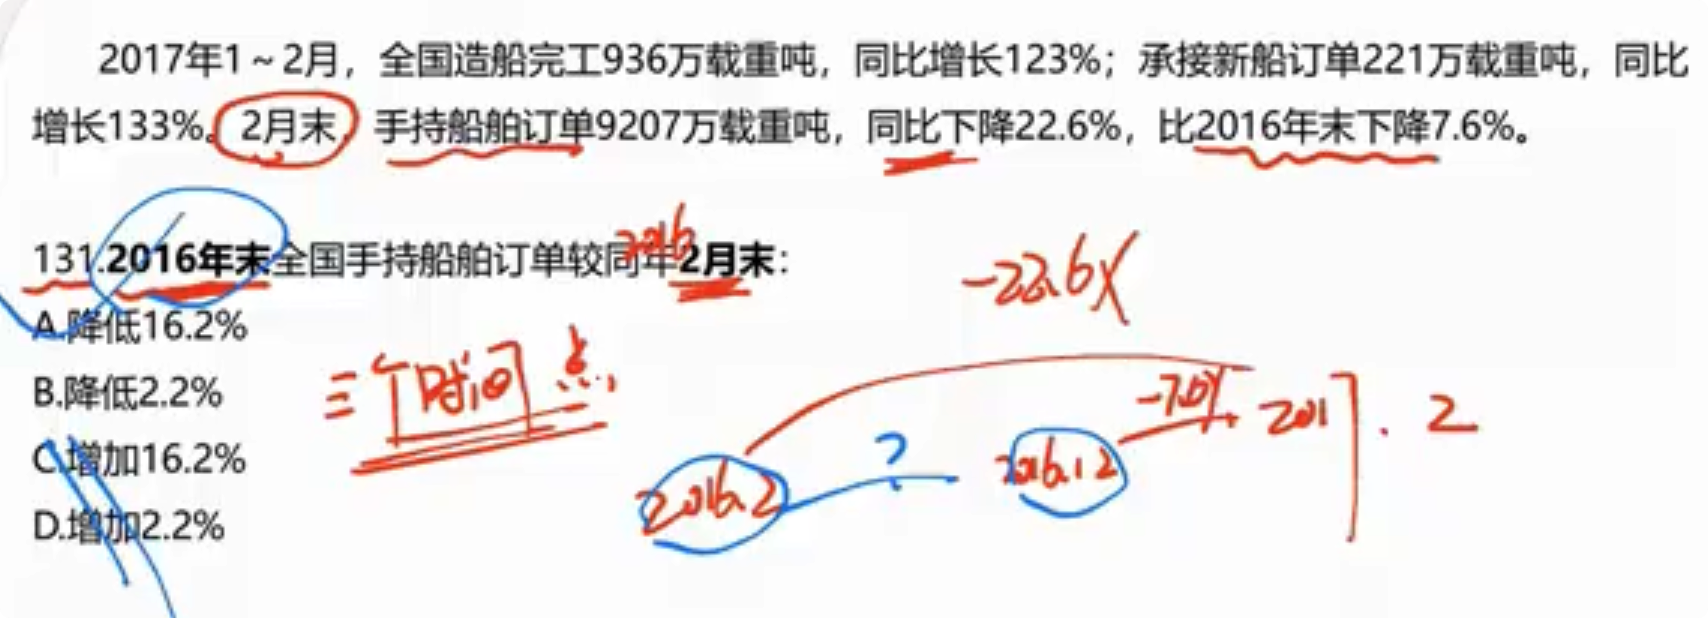 2017年1~2月，全国造船完工936万载重吨，同比增长123%；承接新船订单221万载重吨，同比
增长133%。2月末，手持船舶订单9207万载重吨，同比下降22.6%，比2016年末下降7.6%。
2016
131.2016年末全国手持船舶订单较同年2月末：
-22.6%
A.降低16.2%
三个时间点
B.降低2.2%
-7.6%
2017.2
?
C.增加16.2%
2016.12
2016.2
D.增加2.2%